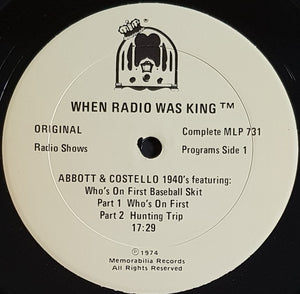 WHEN RADIO WAS KING™
ORIGINAL Complete MLP 731
Radio Shows Programs Side 1
ABBOTT & COSTELLO 1940's featuring:
Who's On First Baseball Skit
Part 1 Who's On First
Part 2 Hunting Trip
17:29
℗ 1974
Memorabilia Records
All Rights Reserved